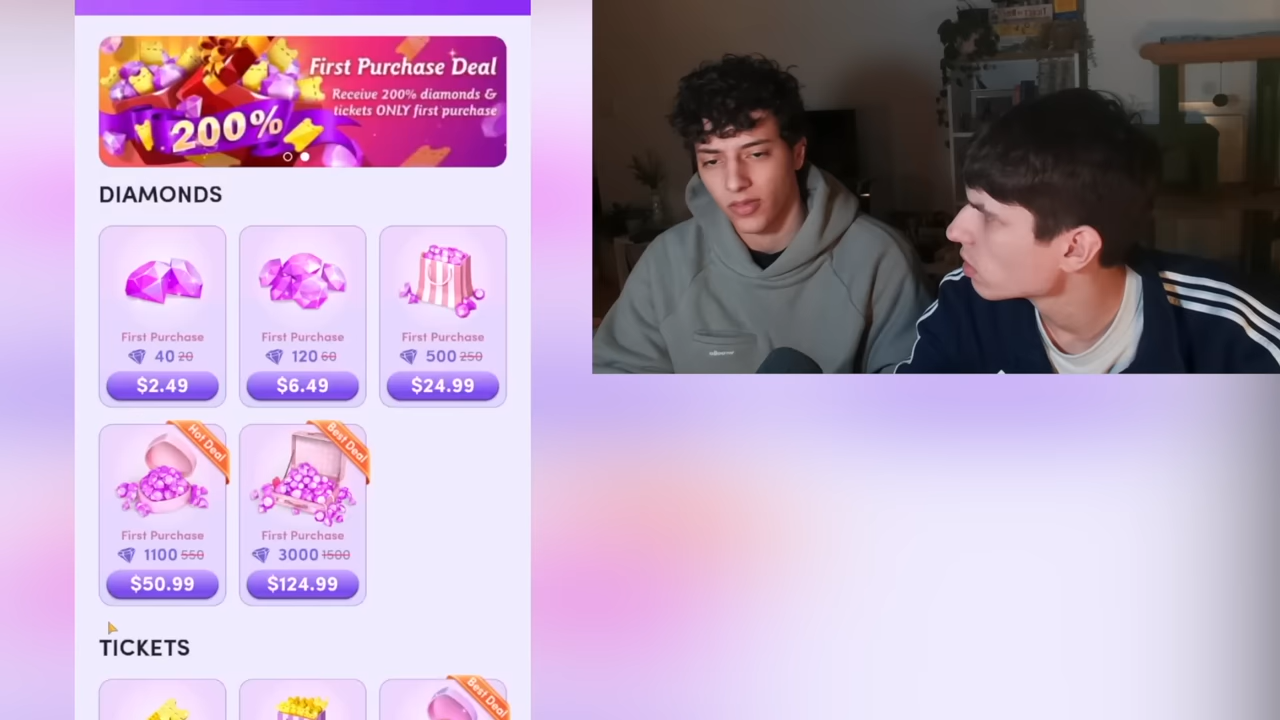 First Purchase Deal
Receive 200% diamonds &
tickets ONLY first purchase
200%
DIAMONDS
First Purchase
40 20
$2.49
First Purchase
120 60
$6.49
First Purchase
500 250
$24.99
Hot Deal
First Purchase
1100 550
$50.99
Best Deal
First Purchase
3000 1500
$124.99
TICKETS
Best Deal